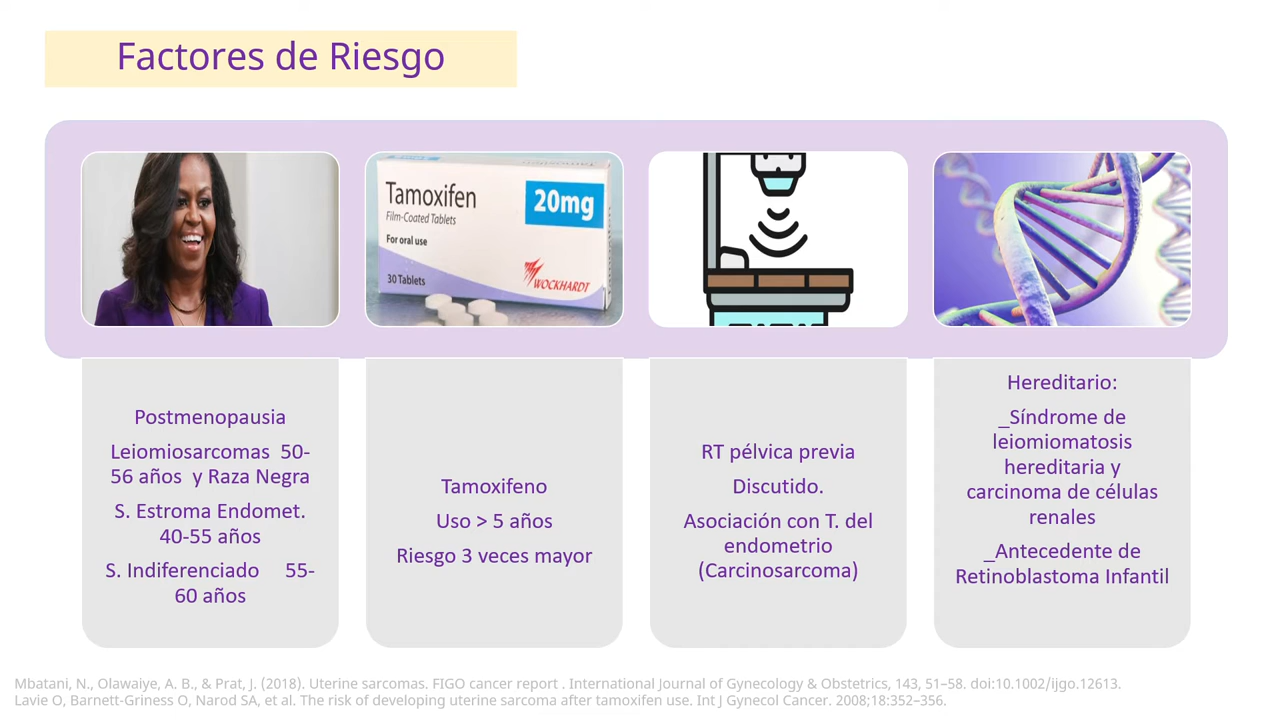 Factores de Riesgo
Tamoxifen
20mg
Film-Coated Tablets
For oral use
30 Tablets
WOCKHARDT
Postmenopausia
Leiomiosarcomas 50-
56 años y Raza Negra
S. Estroma Endomet.
40-55 años
S. Indiferenciado 55-
60 años
Tamoxifeno
Uso > 5 años
Riesgo 3 veces mayor
RT pélvica previa
Discutido.
Asociación con T. del
endometrio
(Carcinosarcoma)
Hereditario:
_Síndrome de
leiomiomatosis
hereditaria y
carcinoma de células
renales
_Antecedente de
Retinoblastoma Infantil
Mbatani, N., Olawaiye, A. B., & Prat, J. (2018). Uterine sarcomas. FIGO cancer report . International Journal of Gynecology & Obstetrics, 143, 51–58. doi:10.1002/ijgo.12613.
Lavie O, Barnett-Griness O, Narod SA, et al. The risk of developing uterine sarcoma after tamoxifen use. Int J Gynecol Cancer. 2008;18:352–356.